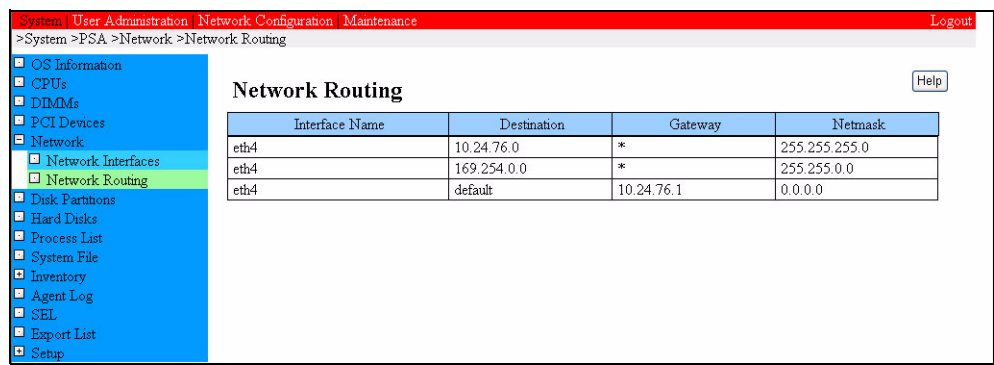 System | User Administration | Network Configuration | Maintenance Logout
>System >PSA >Network >Network Routing
OS Information
CPUs
DIMMs
PCI Devices
Network
Network Interfaces
Network Routing
Disk Partitions
Hard Disks
Process List
System File
Inventory
Agent Log
SEL
Export List
Setup
Network Routing Help
Interface Name Destination Gateway Netmask
eth4 10.24.76.0 * 255.255.255.0
eth4 169.254.0.0 * 255.255.0.0
eth4 default 10.24.76.1 0.0.0.0